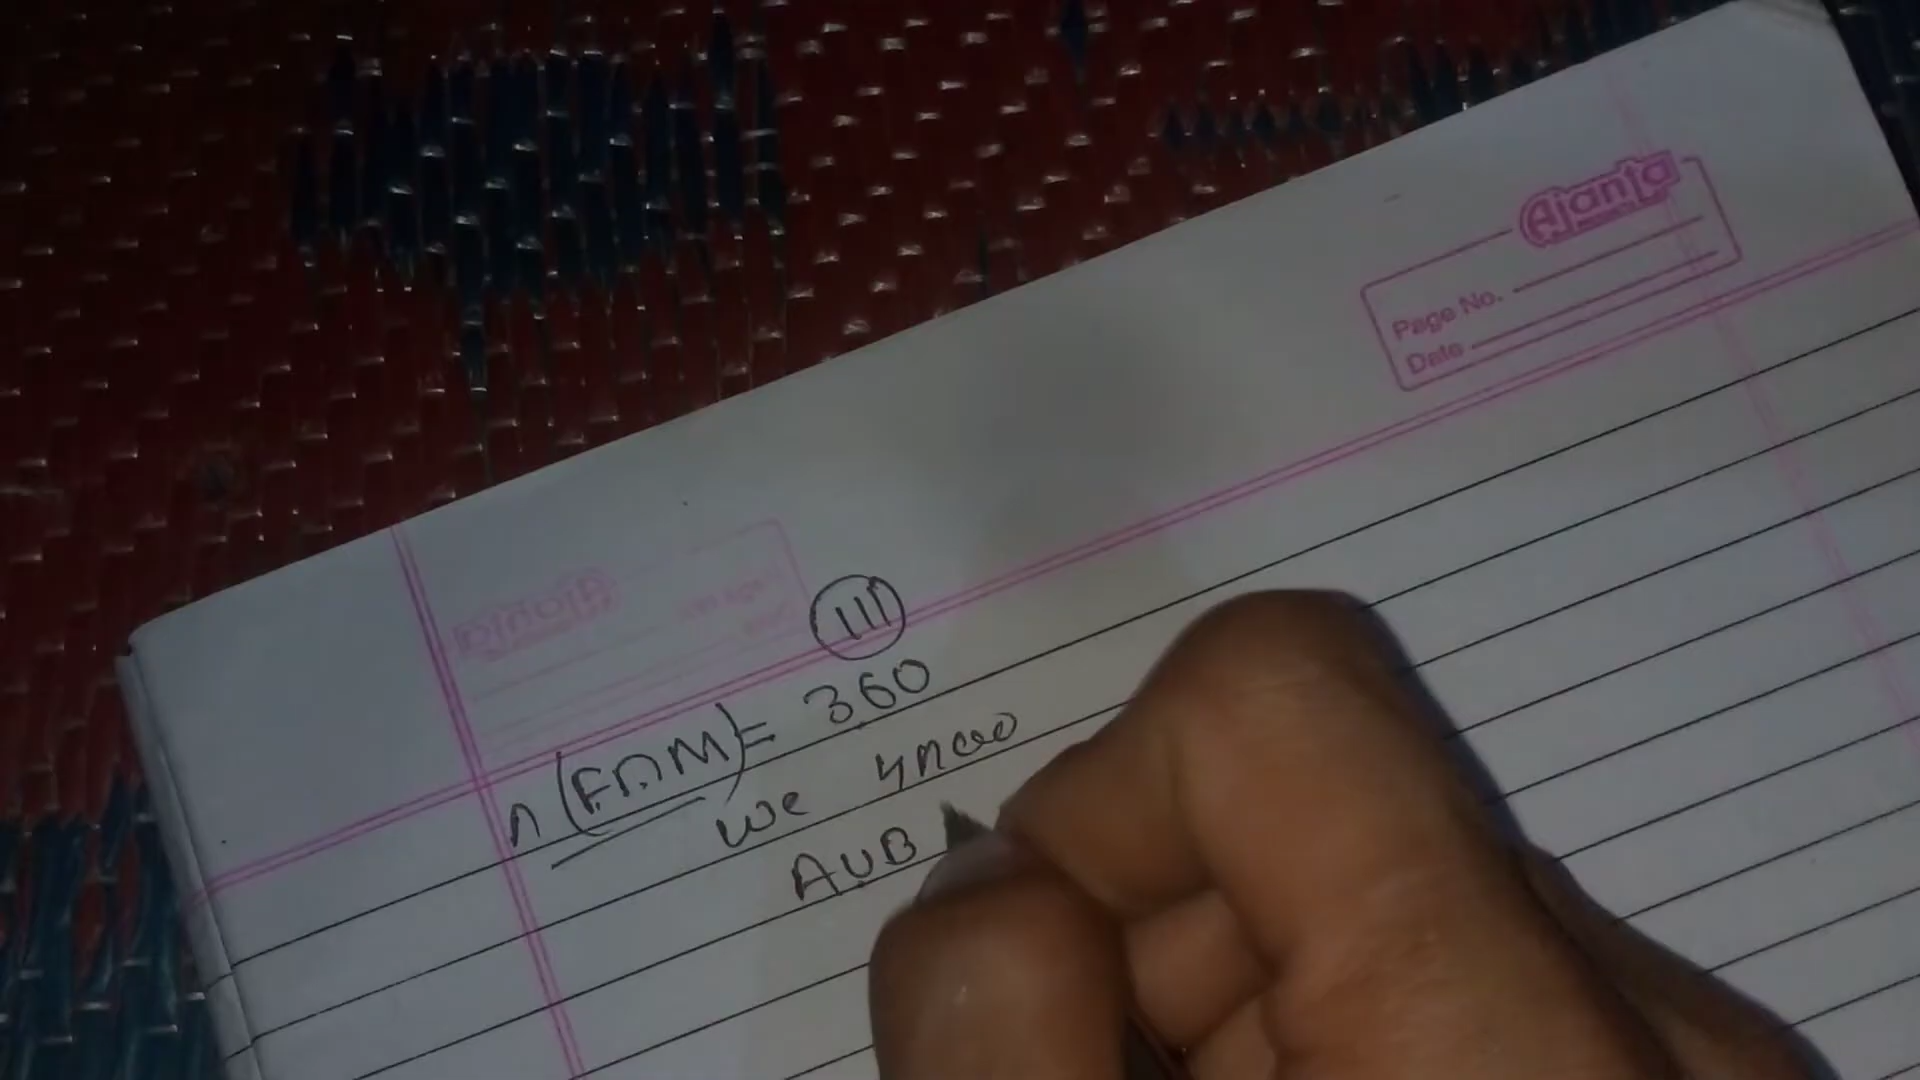 Ajanta
Page No.
Date
III
n(F∩M) = 360
we know
A∪B